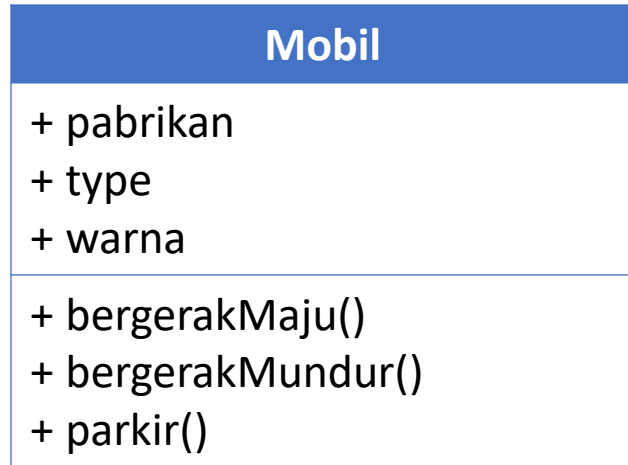 Mobil
+ pabrikan
+ type
+ warna
+ bergerakMaju()
+ bergerakMundur()
+ parkir()